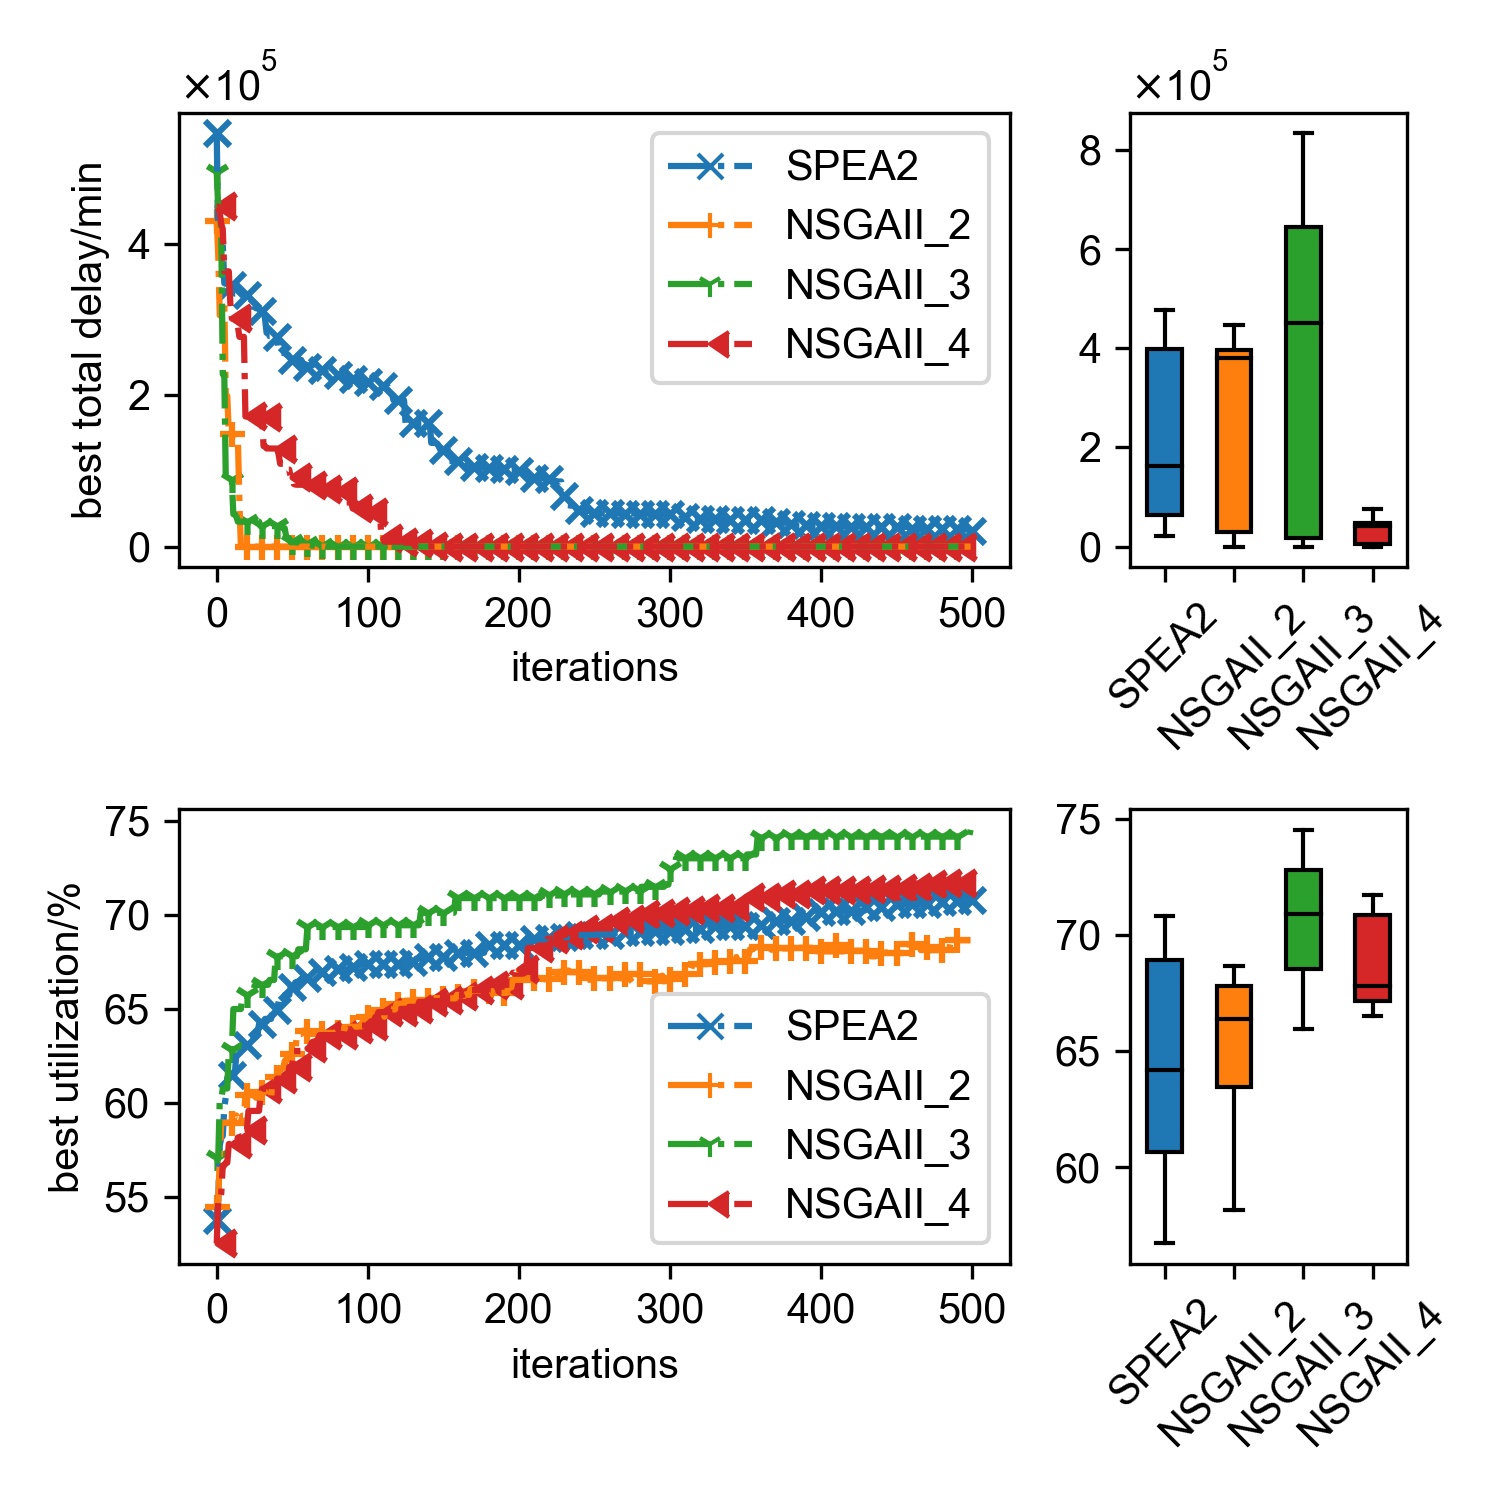 ×10^5
best total delay/min
4
2
0
0 100 200 300 400 500
iterations
SPEA2
NSGAII_2
NSGAII_3
NSGAII_4
×10^5
8
6
4
2
0
SPEA2
NSGAII_2
NSGAII_3
NSGAII_4
best utilization/%
75
70
65
60
55
0 100 200 300 400 500
iterations
SPEA2
NSGAII_2
NSGAII_3
NSGAII_4
75
70
65
60
SPEA2
NSGAII_2
NSGAII_3
NSGAII_4